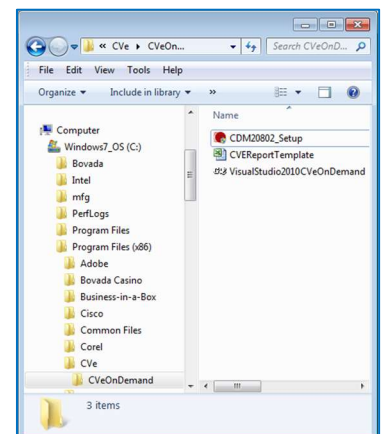 « CVe ▸ CVeOn...
Search CVeOnD...
File Edit View Tools Help
Organize Include in library »
Computer
Windows7_OS (C:)
Bovada
Intel
mfg
PerfLogs
Program Files
Program Files (x86)
Adobe
Bovada Casino
Business-in-a-Box
Cisco
Common Files
Corel
CVe
CVeOnDemand
Name
CDM20802_Setup
CVEReportTemplate
VisualStudio2010CVeOnDemand
3 items